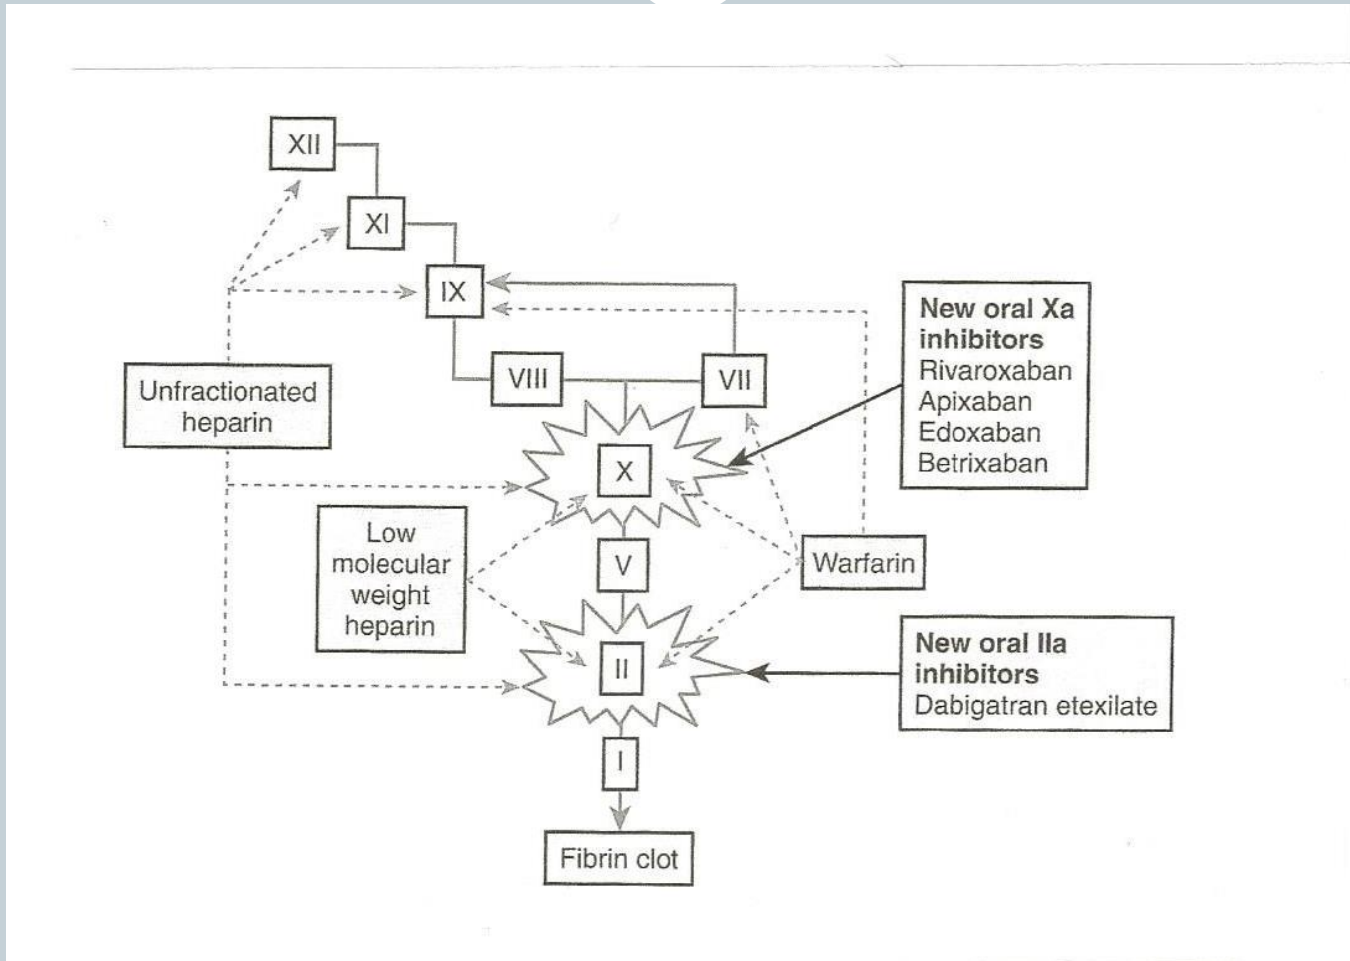 XII
XI
IX
VIII
VII
Unfractionated
heparin
New oral Xa
inhibitors
Rivaroxaban
Apixaban
Edoxaban
Betrixaban
X
Low
molecular
weight
heparin
V
Warfarin
II
New oral IIa
inhibitors
Dabigatran etexilate
I
Fibrin clot